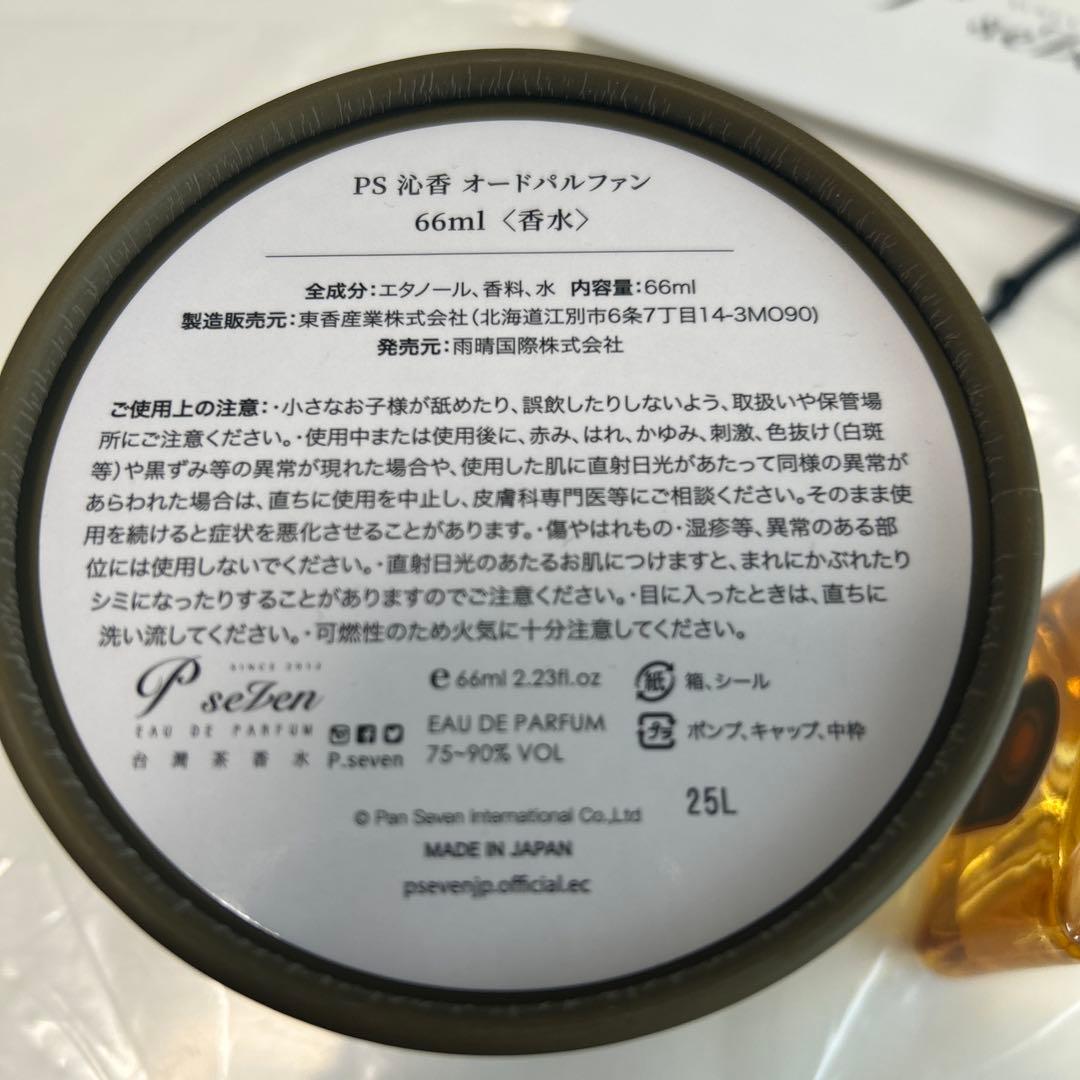 PS 沁香 オードパルファン
66ml〈香水〉
全成分：エタノール、香料、水 内容量：66ml
製造販売元：東香産業株式会社（北海道江別市6条7丁目14-3MO90）
発売元：雨晴国際株式会社
ご使用上の注意：・小さなお子様が舐めたり、誤飲したりしないよう、取扱いや保管場
所にご注意ください。・使用中または使用後に、赤み、はれ、かゆみ、刺激、色抜け（白斑
等）や黒ずみ等の異常が現れた場合や、使用した肌に直射日光があたって同様の異常が
あらわれた場合は、直ちに使用を中止し、皮膚科専門医等にご相談ください。そのまま使
用を続けると症状を悪化させることがあります。・傷やはれもの・湿疹等、異常のある部
位には使用しないでください。・直射日光のあたるお肌につけますと、まれにかぶれたり
シミになったりすることがありますのでご注意ください。・目に入ったときは、直ちに
洗い流してください。・可燃性のため火気に十分注意してください。
SINCE 2012
P seZen
EAU DE PARFUM
台灣茶香水
P.seven
e 66ml 2.23fl.oz
EAU DE PARFUM
75~90% VOL
紙 箱、シール
プラ ポンプ、キャップ、中枠
© Pan Seven International Co.,Ltd
25L
MADE IN JAPAN
psevenjp.official.ec